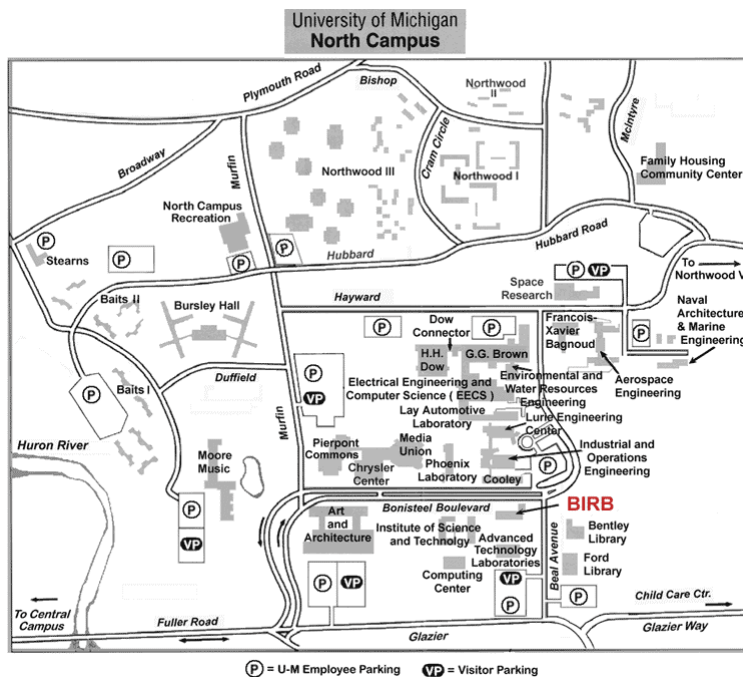 University of Michigan
North Campus
Plymouth Road
Bishop
Northwood
II
McIntyre
Broadway
Murfin
Northwood III
Cram Circle
Northwood I
Family Housing
Community Center
North Campus
Recreation
P
Stearns
P
P
P
Hubbard
Hubbard Road
To
Northwood V
P
VP
Space
Research
Baits II
Bursley Hall
Hayward
Naval
Architecture
& Marine
Engineering
Dow
Connector
P
P
Francois-
Xavier
Bagnoud
P
H.H.
Dow
G.G. Brown
Aerospace
Engineering
P
Baits I
Duffield
P
VP
Electrical Engineering and
Computer Science ( EECS )
Environmental and
Water Resources
Engineering
Lay Automotive
Laboratory
Lurie Engineering
Center
Murfin
Huron River
Moore
Music
Pierpont
Commons
Chrysler
Center
Media
Union
Phoenix
Laboratory
Cooley
Industrial and
Operations
Engineering
P
P
VP
Art
and
Architecture
Bonisteel Boulevard
BIRB
Institute of Science
and Technolgy
Advanced
Technology
Laboratories
Beal Avenue
Bentley
Library
Ford
Library
Computing
Center
P
VP
VP
P
P
To Central
Campus
Fuller Road
Glazier
Child Care Ctr.
Glazier Way
P = U-M Employee Parking
VP = Visitor Parking